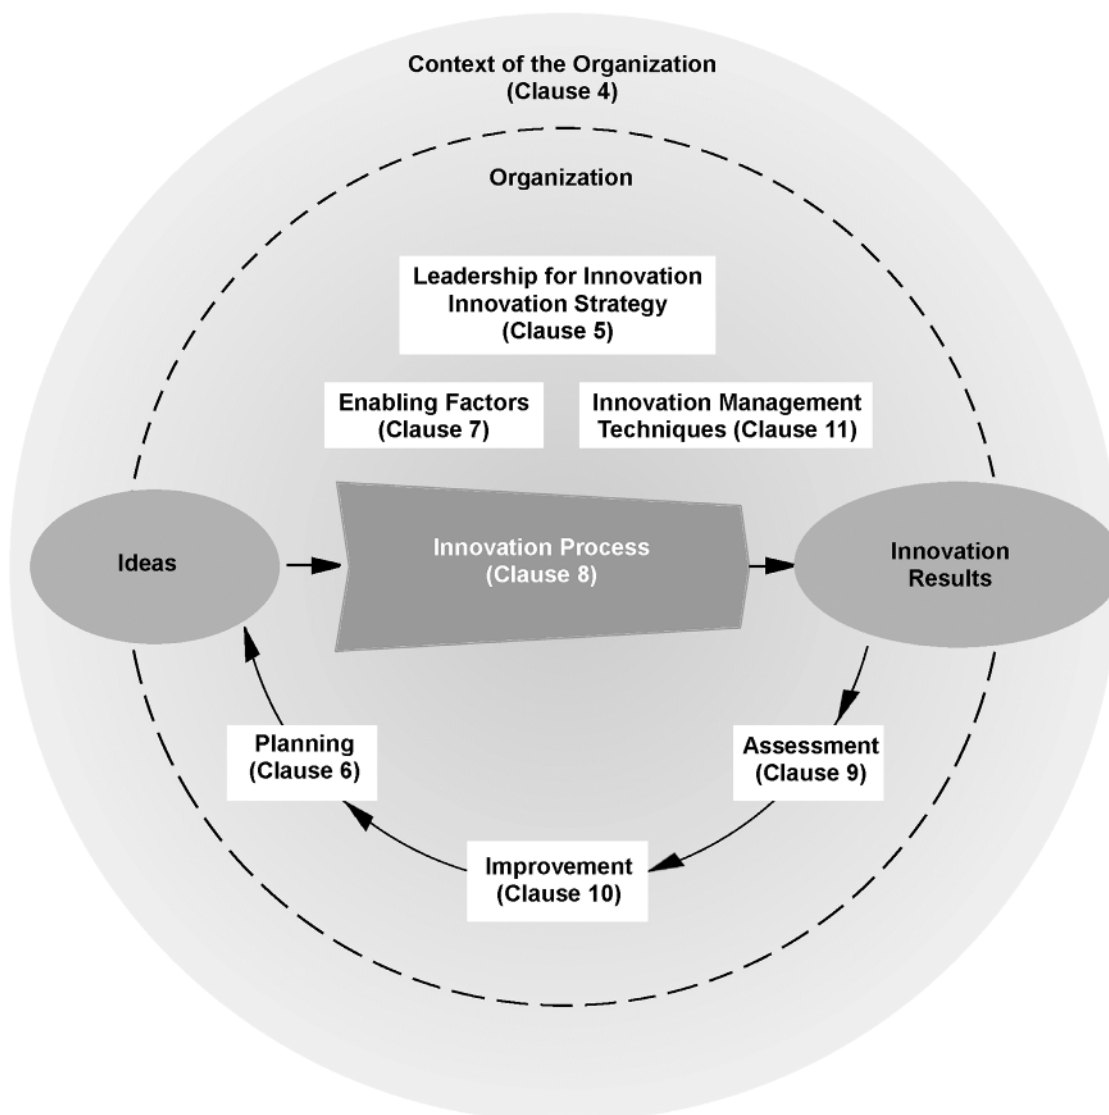 Context of the Organization
(Clause 4)
Organization
Leadership for Innovation
Innovation Strategy
(Clause 5)
Enabling Factors
(Clause 7)
Innovation Management
Techniques (Clause 11)
Ideas
Innovation Process
(Clause 8)
Innovation
Results
Planning
(Clause 6)
Assessment
(Clause 9)
Improvement
(Clause 10)